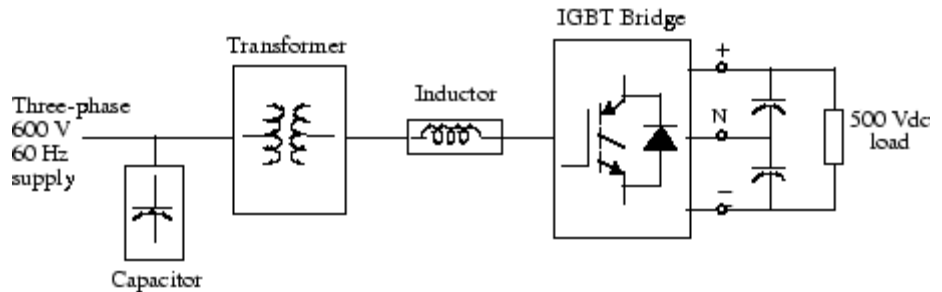 IGBT Bridge
Transformer
+
Inductor
Three-phase
600 V
60 Hz
supply
N
500 Vdc
load
−
Capacitor